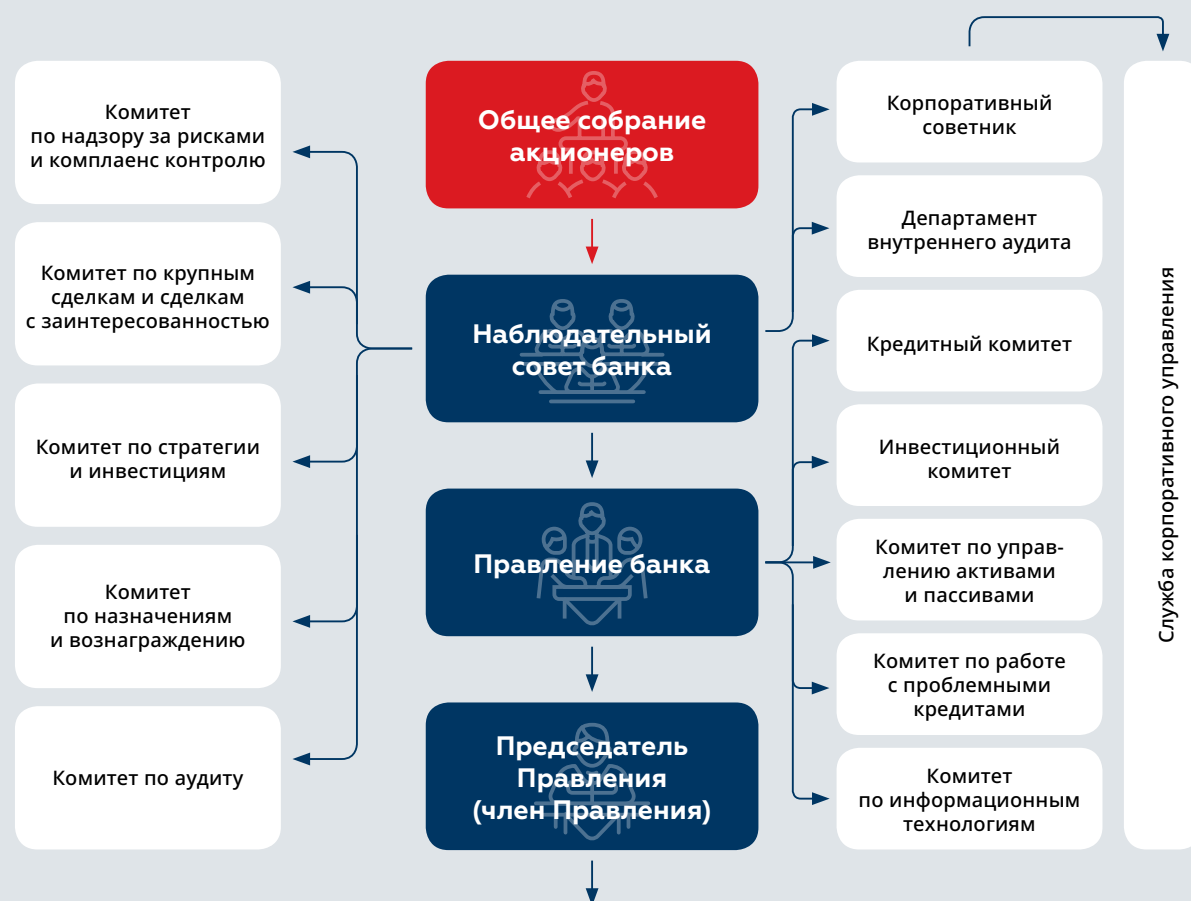 Комитет
по надзору за рисками
и комплаенс контролю
Комитет по крупным
сделкам и сделкам
с заинтересованностью
Комитет по стратегии
и инвестициям
Комитет
по назначениям
и вознаграждению
Комитет по аудиту
Общее собрание
акционеров
Наблюдательный
совет банка
Правление банка
Председатель
Правления
(член Правления)
Корпоративный
советник
Департамент
внутреннего аудита
Кредитный комитет
Инвестиционный
комитет
Комитет по управ-
лению активами
и пассивами
Комитет по работе
с проблемными
кредитами
Комитет
по информационным
технологиям
Служба корпоративного управления